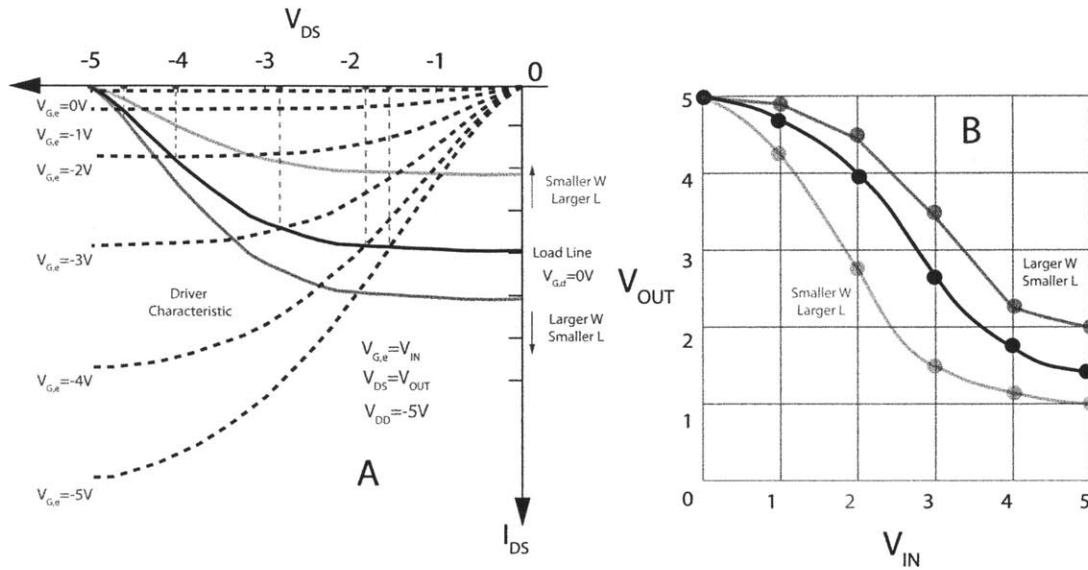 V_DS
-5 -4 -3 -2 -1 0
V_G,e=0V
V_G,e=-1V
V_G,e=-2V
V_G,e=-3V
V_G,e=-4V
V_G,e=-5V
Driver
Characteristic
Smaller W
Larger L
Load Line
V_G,d=0V
Larger W
Smaller L
V_G,e=V_IN
V_DS=V_OUT
V_DD=-5V
A
I_DS
B
5
4
3
2
1
0
V_OUT
Smaller W
Larger L
Larger W
Smaller L
1 2 3 4 5
V_IN